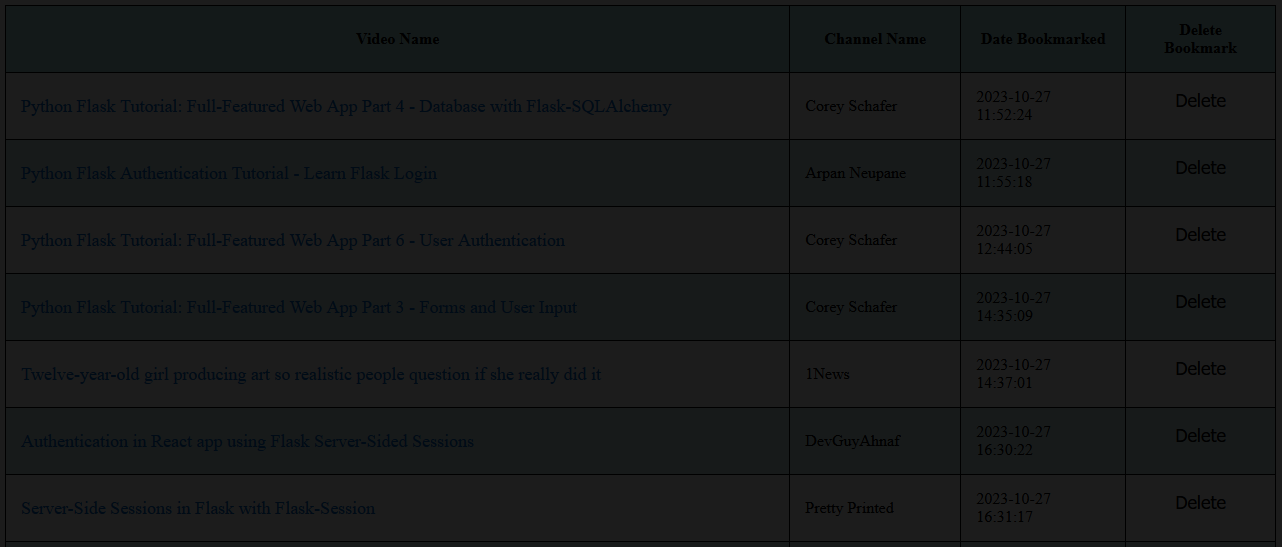 Video Name Channel Name Date Bookmarked Delete
Bookmark
Python Flask Tutorial: Full-Featured Web App Part 4 - Database with Flask-SQLAlchemy Corey Schafer 2023-10-27 Delete
11:52:24
Python Flask Authentication Tutorial - Learn Flask Login Arpan Neupane 2023-10-27 Delete
11:55:18
Python Flask Tutorial: Full-Featured Web App Part 6 - User Authentication Corey Schafer 2023-10-27 Delete
12:44:05
Python Flask Tutorial: Full-Featured Web App Part 3 - Forms and User Input Corey Schafer 2023-10-27 Delete
14:35:09
Twelve-year-old girl producing art so realistic people question if she really did it 1News 2023-10-27 Delete
14:37:01
Authentication in React app using Flask Server-Sided Sessions DevGuyAhnaf 2023-10-27 Delete
16:30:22
Server-Side Sessions in Flask with Flask-Session Pretty Printed 2023-10-27 Delete
16:31:17